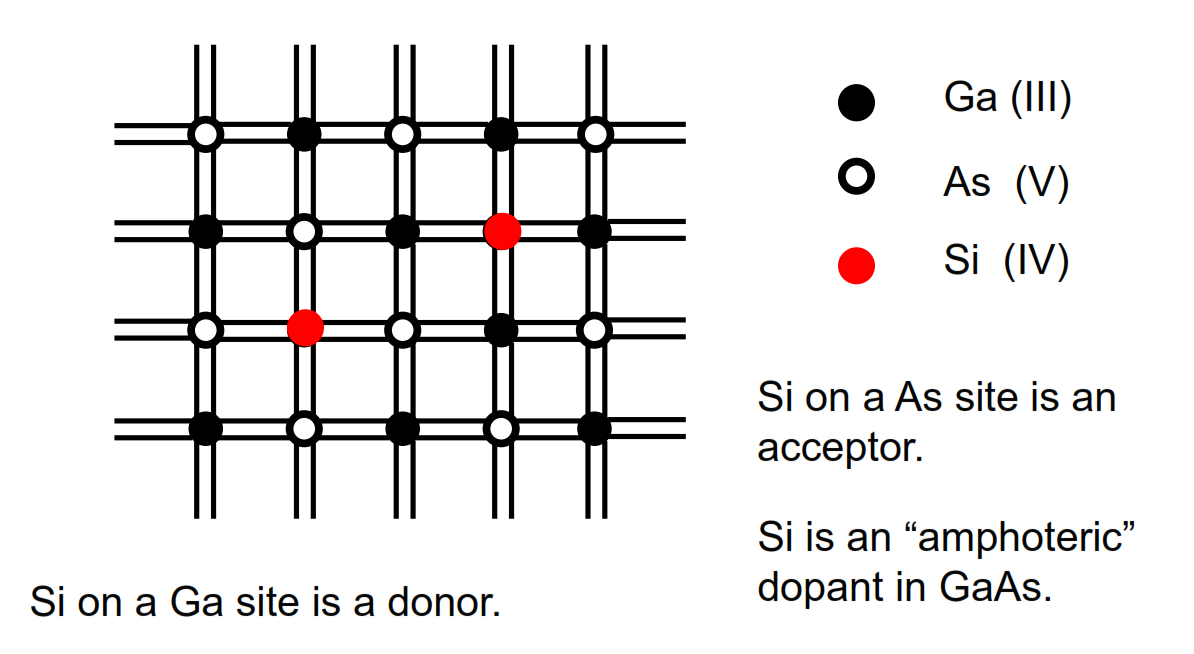 Ga (III)
As (V)
Si (IV)
Si on a As site is an
acceptor.
Si is an “amphoteric”
dopant in GaAs.
Si on a Ga site is a donor.